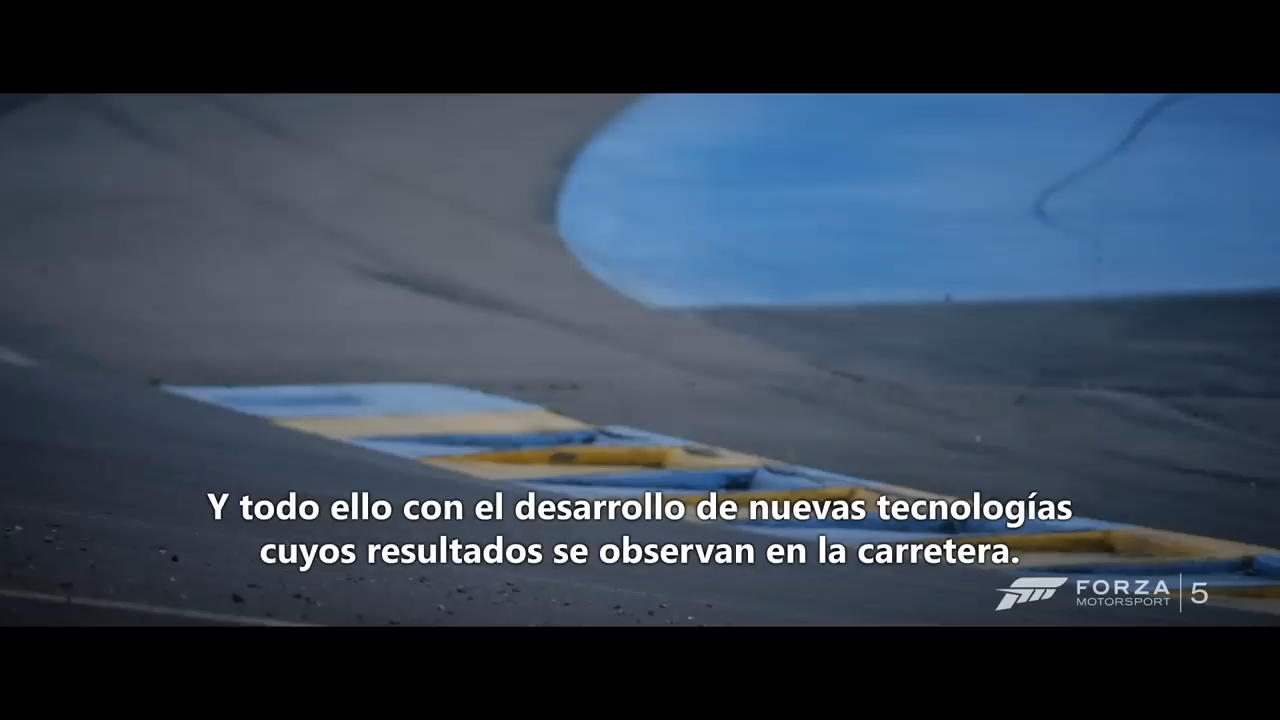 Y todo ello con el desarrollo de nuevas tecnologías
cuyos resultados se observan en la carretera.
FORZA
MOTORSPORT
5